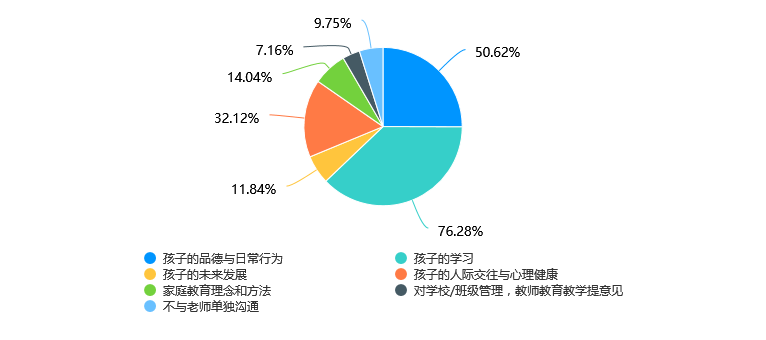 9.75%
7.16%
50.62%
14.04%
32.12%
11.84%
76.28%
孩子的品德与日常行为
孩子的学习
孩子的未来发展
孩子的人际交往与心理健康
家庭教育理念和方法
对学校/班级管理，教师教育教学提意见
不与老师单独沟通